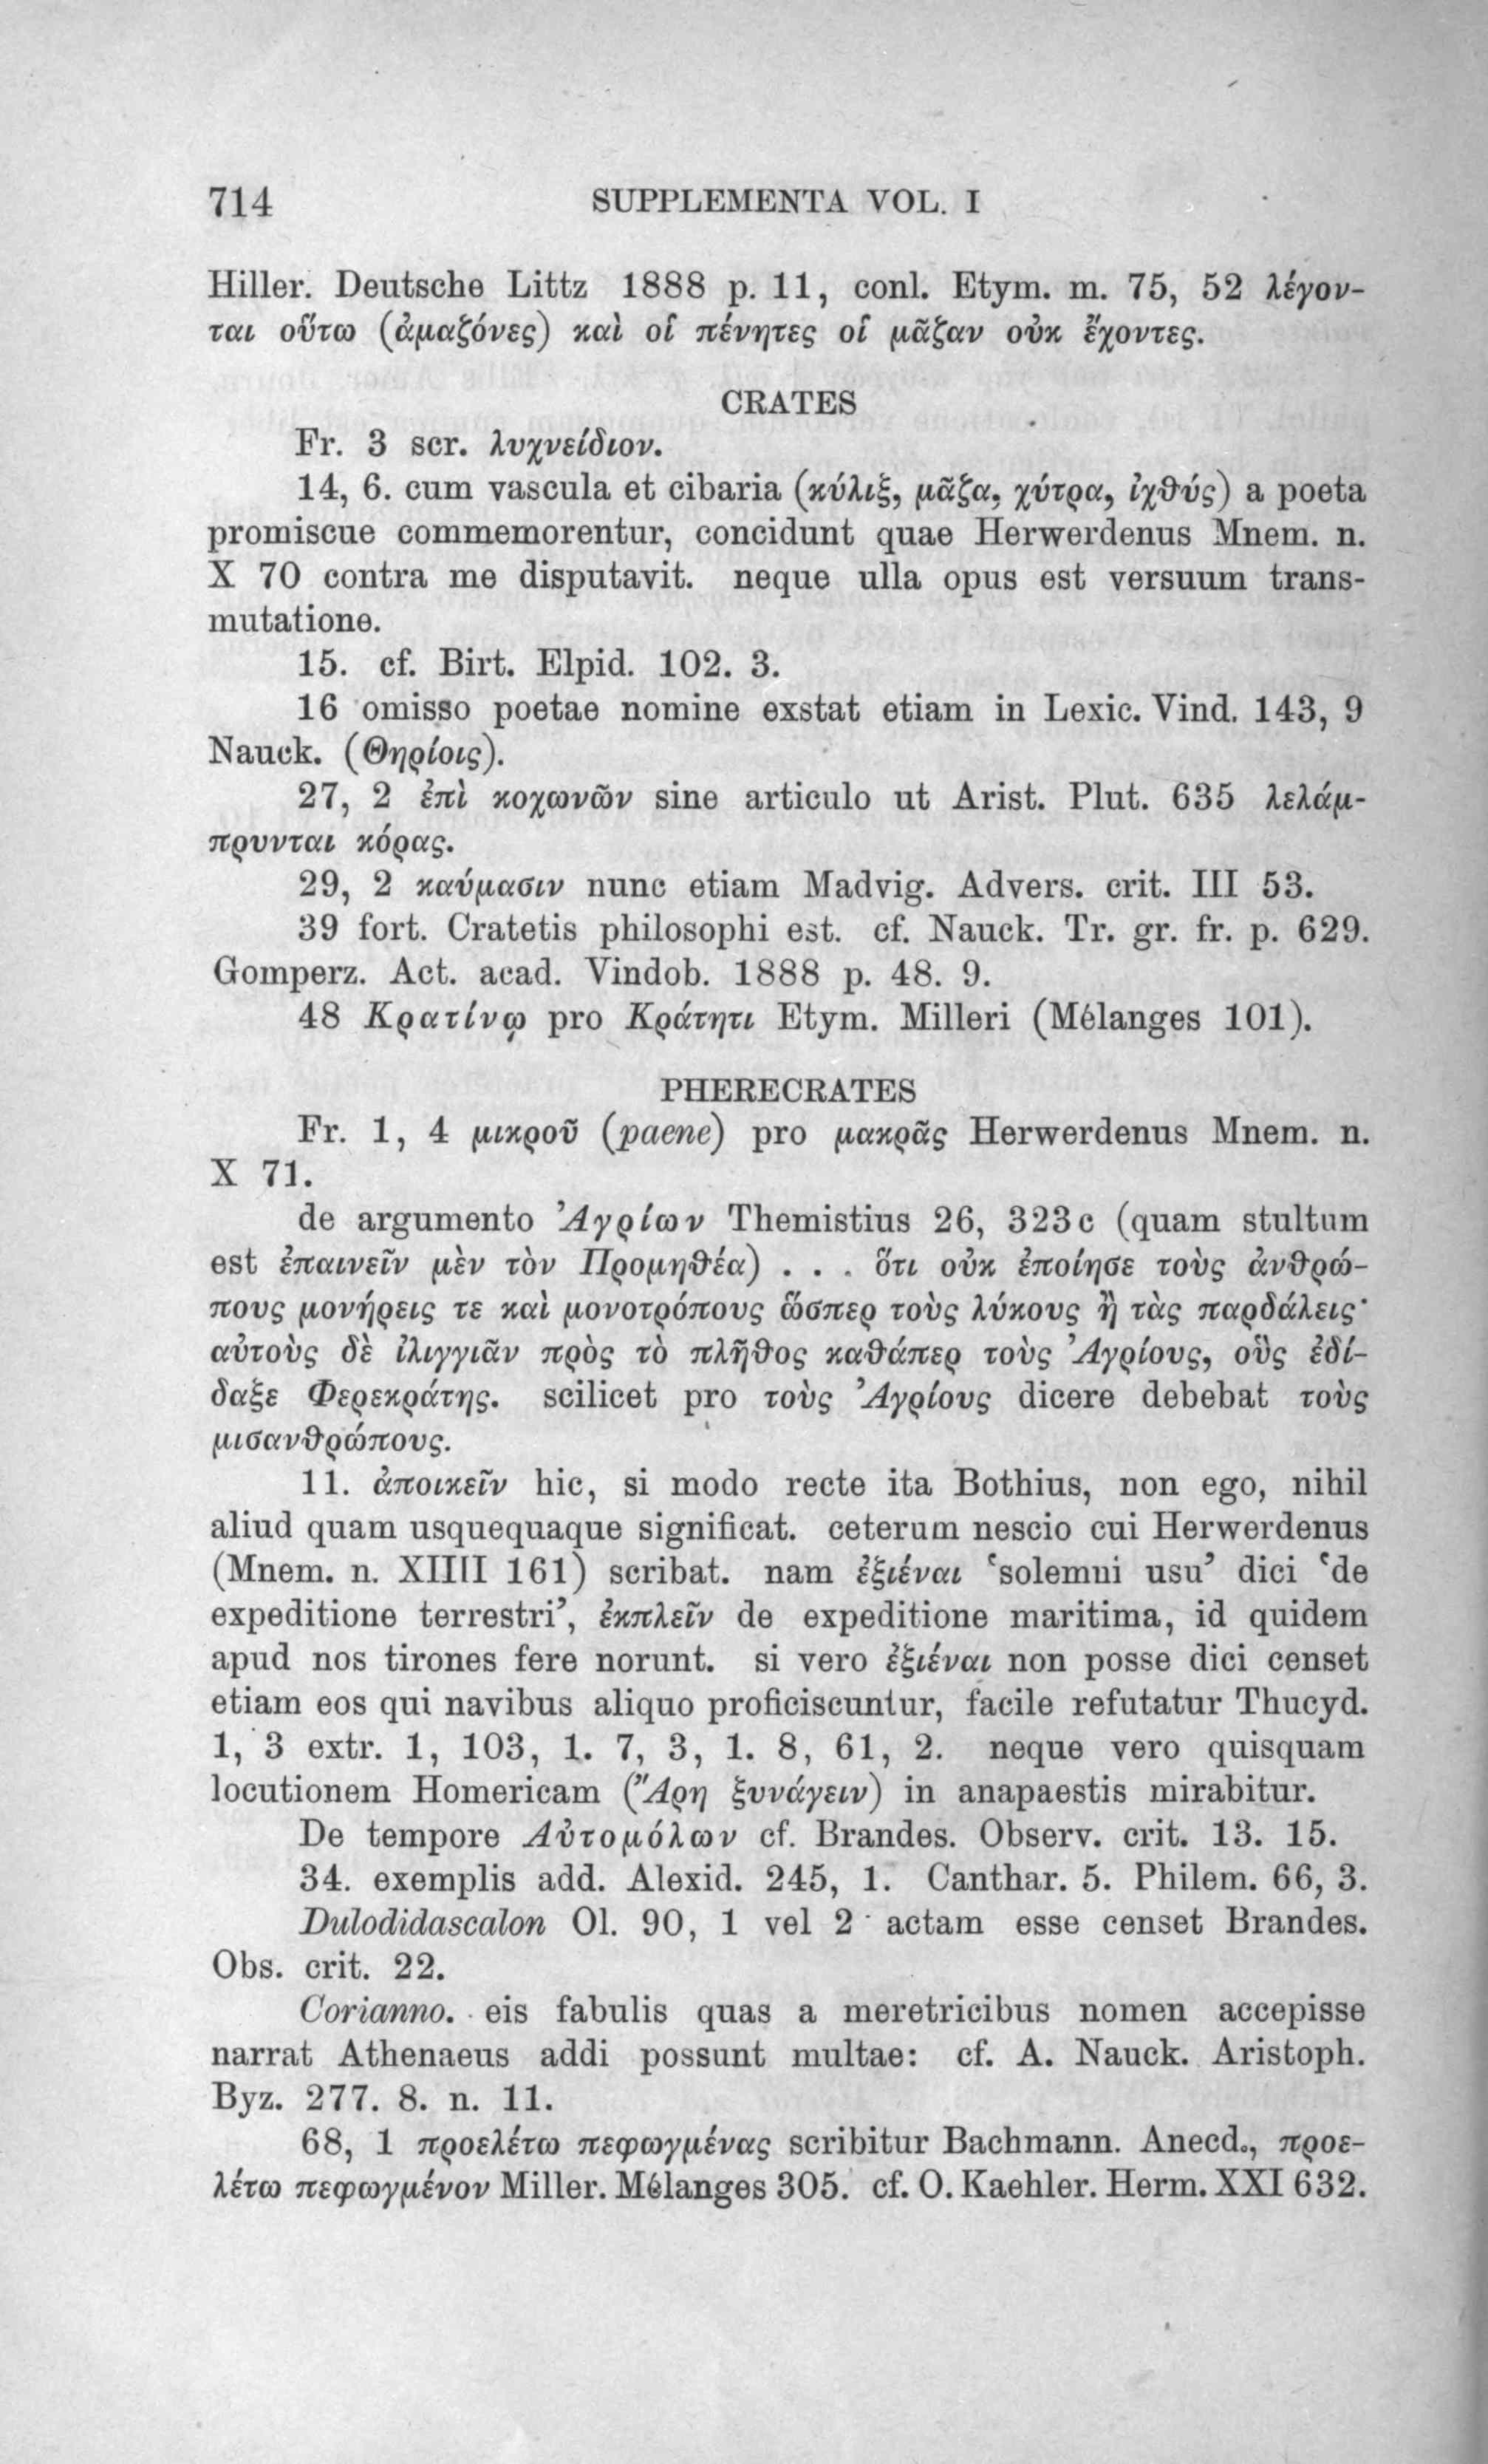 714 SUPPLEMENTA VOL. I
Hiller. Deutsche Littz 1888 p. 11, conl. Etym. m. 75, 52 λέγον-
ται οὕτω (ἀμαζόνες) καὶ οἱ πένητες οἱ μᾶζαν οὐκ ἔχοντες.
CRATES
Fr. 3 scr. λυχνείδιον.
14, 6. cum vascula et cibaria (κύλιξ, μᾶζα, χύτρα, ἰχθύς) a poeta
promiscue commemorentur, concidunt quae Herwerdenus Mnem. n.
X 70 contra me disputavit. neque ulla opus est versuum trans-
mutatione.
15. cf. Birt. Elpid. 102. 3.
16 omisso poetae nomine exstat etiam in Lexic. Vind. 143, 9
Nauck. (Θηρίοις).
27, 2 ἐπὶ κοχωνῶν sine articulo ut Arist. Plut. 635 λελάμ-
πρυνται κόρας.
29, 2 καύμασιν nunc etiam Madvig. Advers. crit. III 53.
39 fort. Cratetis philosophi est. cf. Nauck. Tr. gr. fr. p. 629.
Gomperz. Act. acad. Vindob. 1888 p. 48. 9.
48 Κρατίνῳ pro Κράτητι Etym. Milleri (Mélanges 101).
PHERECRATES
Fr. 1, 4 μικροῦ (paene) pro μακρᾶς Herwerdenus Mnem. n.
X 71.
de argumento Ἀγρίων Themistius 26, 323c (quam stultum
est ἐπαινεῖν μὲν τὸν Προμηθέα) . . . ὅτι οὐκ ἐποίησε τοὺς ἀνθρώ-
πους μονήρεις τε καὶ μονοτρόπους ὥσπερ τοὺς λύκους ἢ τὰς παρδάλεις·
αὐτοὺς δὲ ἰλιγγιᾶν πρὸς τὸ πλῆθος καθάπερ τοὺς Ἀγρίους, οὓς ἐδί-
δαξε Φερεκράτης. scilicet pro τοὺς Ἀγρίους dicere debebat τοὺς
μισανθρώπους.
11. ἀποικεῖν hic, si modo recte ita Bothius, non ego, nihil
aliud quam usquequaque significat. ceterum nescio cui Herwerdenus
(Mnem. n. XIIII 161) scribat. nam ἐξιέναι ‘solemni usu’ dici ‘de
expeditione terrestri’, ἐκπλεῖν de expeditione maritima, id quidem
apud nos tirones fere norunt. si vero ἐξιέναι non posse dici censet
etiam eos qui navibus aliquo proficiscuntur, facile refutatur Thucyd.
1, 3 extr. 1, 103, 1. 7, 3, 1. 8, 61, 2. neque vero quisquam
locutionem Homericam (Ἄρη ξυνάγειν) in anapaestis mirabitur.
De tempore Αὐτομόλων cf. Brandes. Observ. crit. 13. 15.
34. exemplis add. Alexid. 245, 1. Canthar. 5. Philem. 66, 3.
Dulodidascalon Ol. 90, 1 vel 2 actam esse censet Brandes.
Obs. crit. 22.
Corianno. eis fabulis quas a meretricibus nomen accepisse
narrat Athenaeus addi possunt multae: cf. A. Nauck. Aristoph.
Byz. 277. 8. n. 11.
68, 1 προελέτω πεφωγμένας scribitur Bachmann. Anecd., προε-
λέτω πεφωγμένον Miller. Mélanges 305. cf. O. Kaehler. Herm. XXI 632.